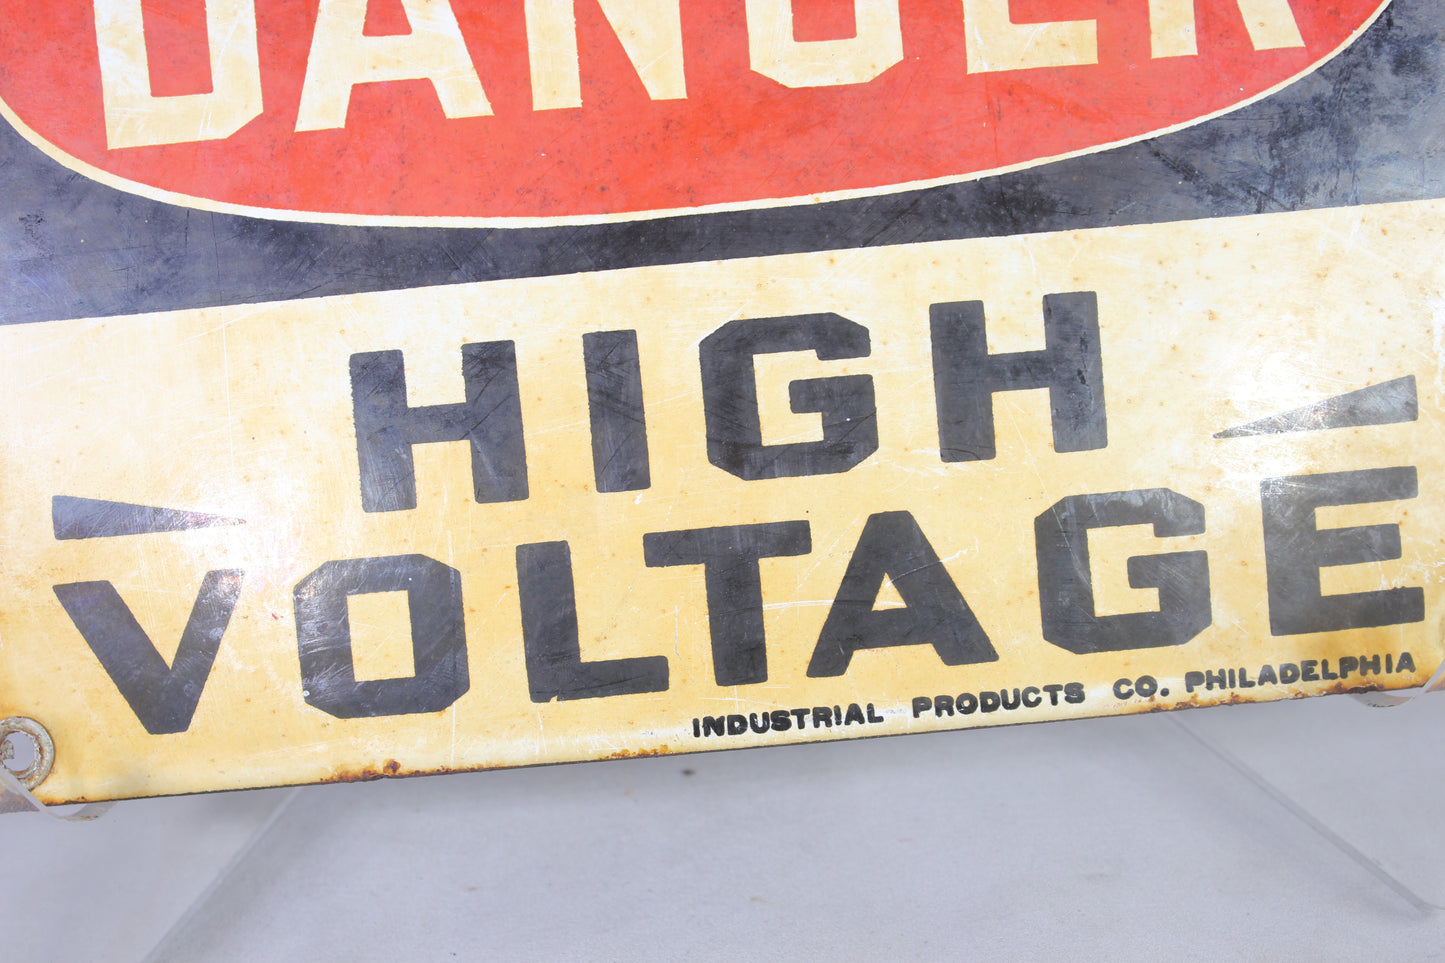 DANGER
HIGH
VOLTAGE
INDUSTRIAL PRODUCTS CO. PHILADELPHIA